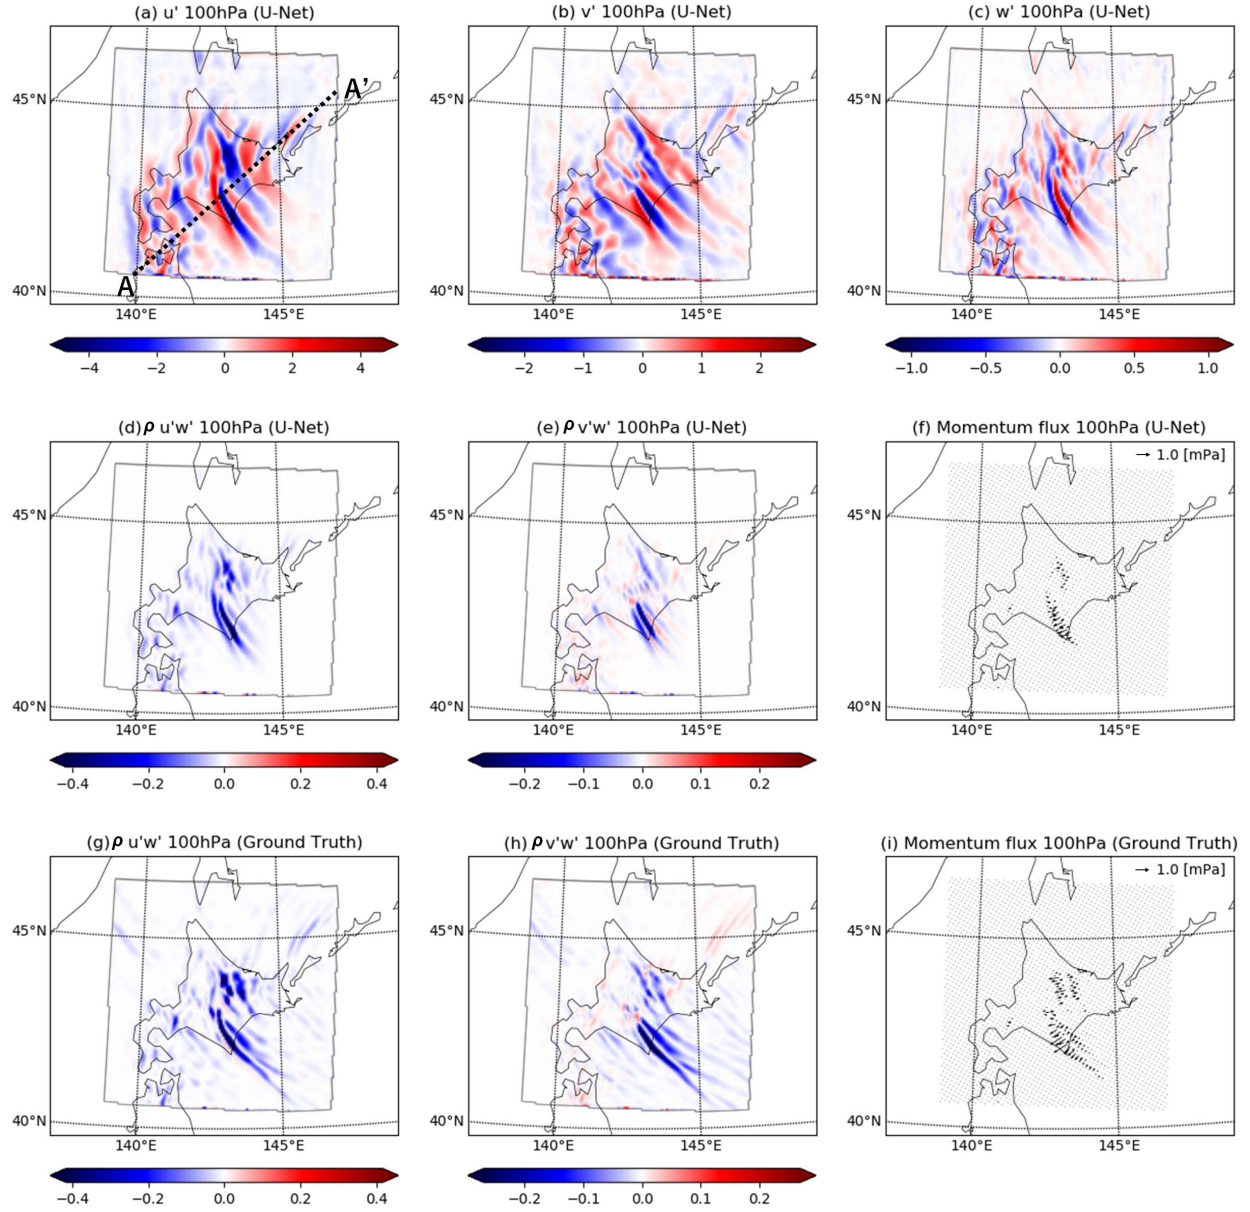 (a) u' 100hPa (U-Net)
(b) v' 100hPa (U-Net)
(c) w' 100hPa (U-Net)
A'
45°N
45°N
45°N
A
40°N
40°N
40°N
140°E 145°E
140°E 145°E
140°E 145°E
−4 −2 0 2 4
−2 −1 0 1 2
−1.0 −0.5 0.0 0.5 1.0
(d) ρ u'w' 100hPa (U-Net)
(e) ρ v'w' 100hPa (U-Net)
(f) Momentum flux 100hPa (U-Net)
→ 1.0 [mPa]
45°N
45°N
45°N
40°N
40°N
40°N
140°E 145°E
140°E 145°E
140°E 145°E
−0.4 −0.2 0.0 0.2 0.4
−0.2 −0.1 0.0 0.1 0.2
(g) ρ u'w' 100hPa (Ground Truth)
(h) ρ v'w' 100hPa (Ground Truth)
(i) Momentum flux 100hPa (Ground Truth)
→ 1.0 [mPa]
45°N
45°N
45°N
40°N
40°N
40°N
140°E 145°E
140°E 145°E
140°E 145°E
−0.4 −0.2 0.0 0.2 0.4
−0.2 −0.1 0.0 0.1 0.2